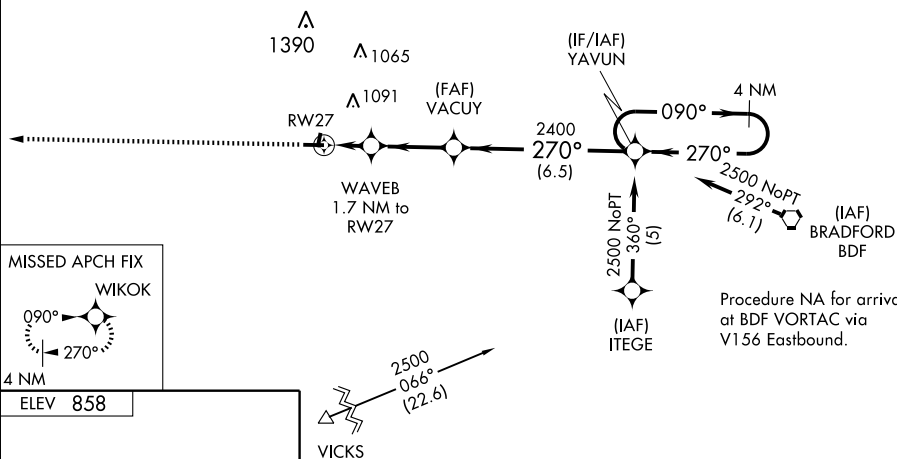 1390
1065
1091
RW27
(FAF)
VACUY
(IF/IAF)
YAVUN
4 NM
090°
2400
270°
(6.5)
270°
WAVEB
1.7 NM to
RW27
2500 NoPT
360°
(5)
2500 NoPT
292°
(6.1)
(IAF)
BRADFORD
BDF
(IAF)
ITEGE
Procedure NA for
at BDF VORTAC via
V156 Eastbound.
MISSED APCH FIX
WIKOK
090°
270°
4 NM
ELEV 858
2500
066°
(22.6)
VICKS